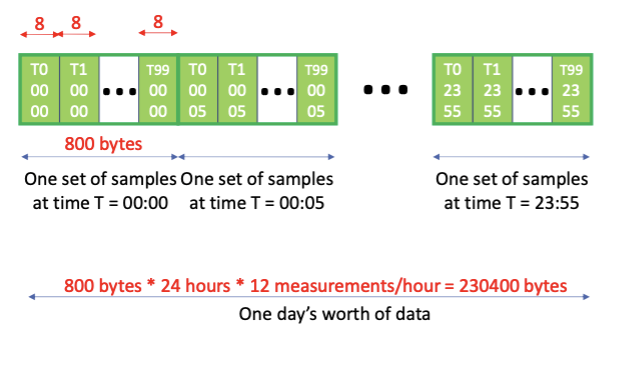 8 8 8
T0 T1 T99 T0 T1 T99 T0 T1 T99
00 00 00 00 00 00 23 23 23
00 00 00 05 05 05 55 55 55
800 bytes
One set of samples One set of samples One set of samples
at time T = 00:00 at time T = 00:05 at time T = 23:55
800 bytes * 24 hours * 12 measurements/hour = 230400 bytes
One day's worth of data